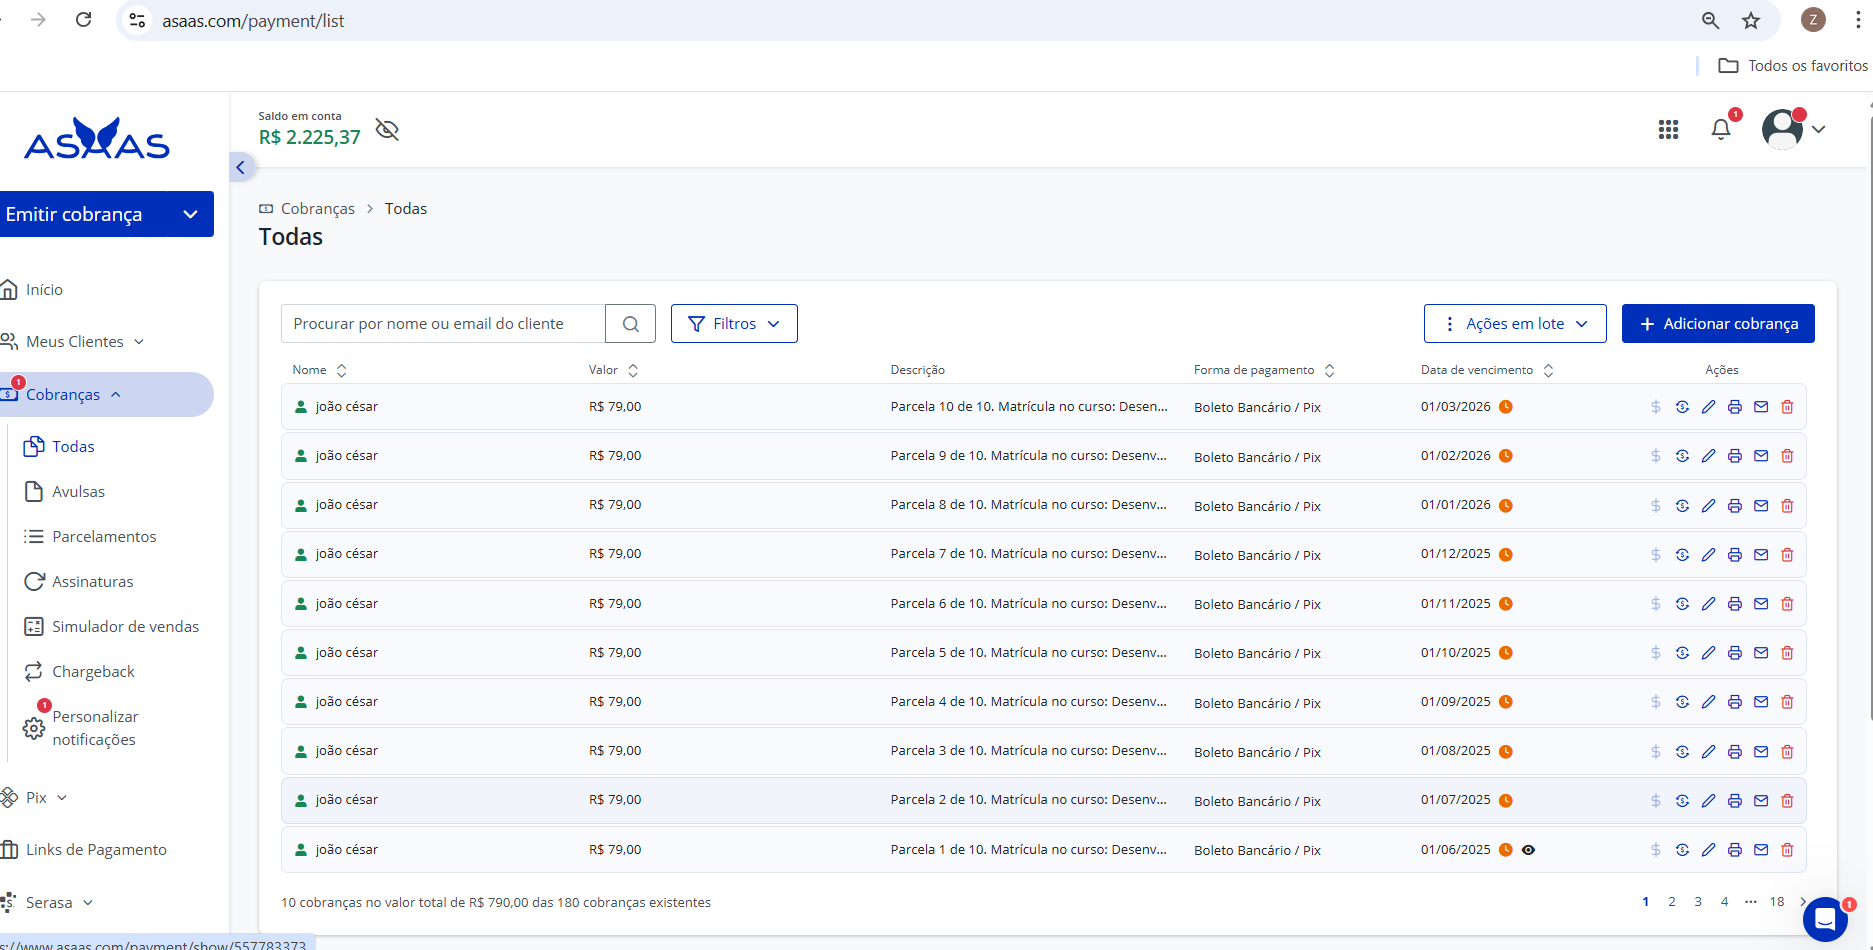 asaas.com/payment/list
Z
Todos os favoritos
ASAAS
Saldo em conta
R$ 2.225,37
1
Emitir cobrança
Cobranças > Todas
Todas
Início
Meus Clientes
1
Cobranças
Todas
Avulsas
Parcelamentos
Assinaturas
Simulador de vendas
Chargeback
1
Personalizar
notificações
Pix
Links de Pagamento
Serasa
Procurar por nome ou email do cliente
Filtros
Ações em lote
+ Adicionar cobrança
Nome Valor Descrição Forma de pagamento Data de vencimento Ações
joão césar R$ 79,00 Parcela 10 de 10. Matrícula no curso: Desen... Boleto Bancário / Pix 01/03/2026
joão césar R$ 79,00 Parcela 9 de 10. Matrícula no curso: Desenv... Boleto Bancário / Pix 01/02/2026
joão césar R$ 79,00 Parcela 8 de 10. Matrícula no curso: Desenv... Boleto Bancário / Pix 01/01/2026
joão césar R$ 79,00 Parcela 7 de 10. Matrícula no curso: Desenv... Boleto Bancário / Pix 01/12/2025
joão césar R$ 79,00 Parcela 6 de 10. Matrícula no curso: Desenv... Boleto Bancário / Pix 01/11/2025
joão césar R$ 79,00 Parcela 5 de 10. Matrícula no curso: Desenv... Boleto Bancário / Pix 01/10/2025
joão césar R$ 79,00 Parcela 4 de 10. Matrícula no curso: Desenv... Boleto Bancário / Pix 01/09/2025
joão césar R$ 79,00 Parcela 3 de 10. Matrícula no curso: Desenv... Boleto Bancário / Pix 01/08/2025
joão césar R$ 79,00 Parcela 2 de 10. Matrícula no curso: Desenv... Boleto Bancário / Pix 01/07/2025
joão césar R$ 79,00 Parcela 1 de 10. Matrícula no curso: Desenv... Boleto Bancário / Pix 01/06/2025
10 cobranças no valor total de R$ 790,00 das 180 cobranças existentes
1 2 3 4 ... 18 >
1
s://www.asaas.com/payment/show/557783373